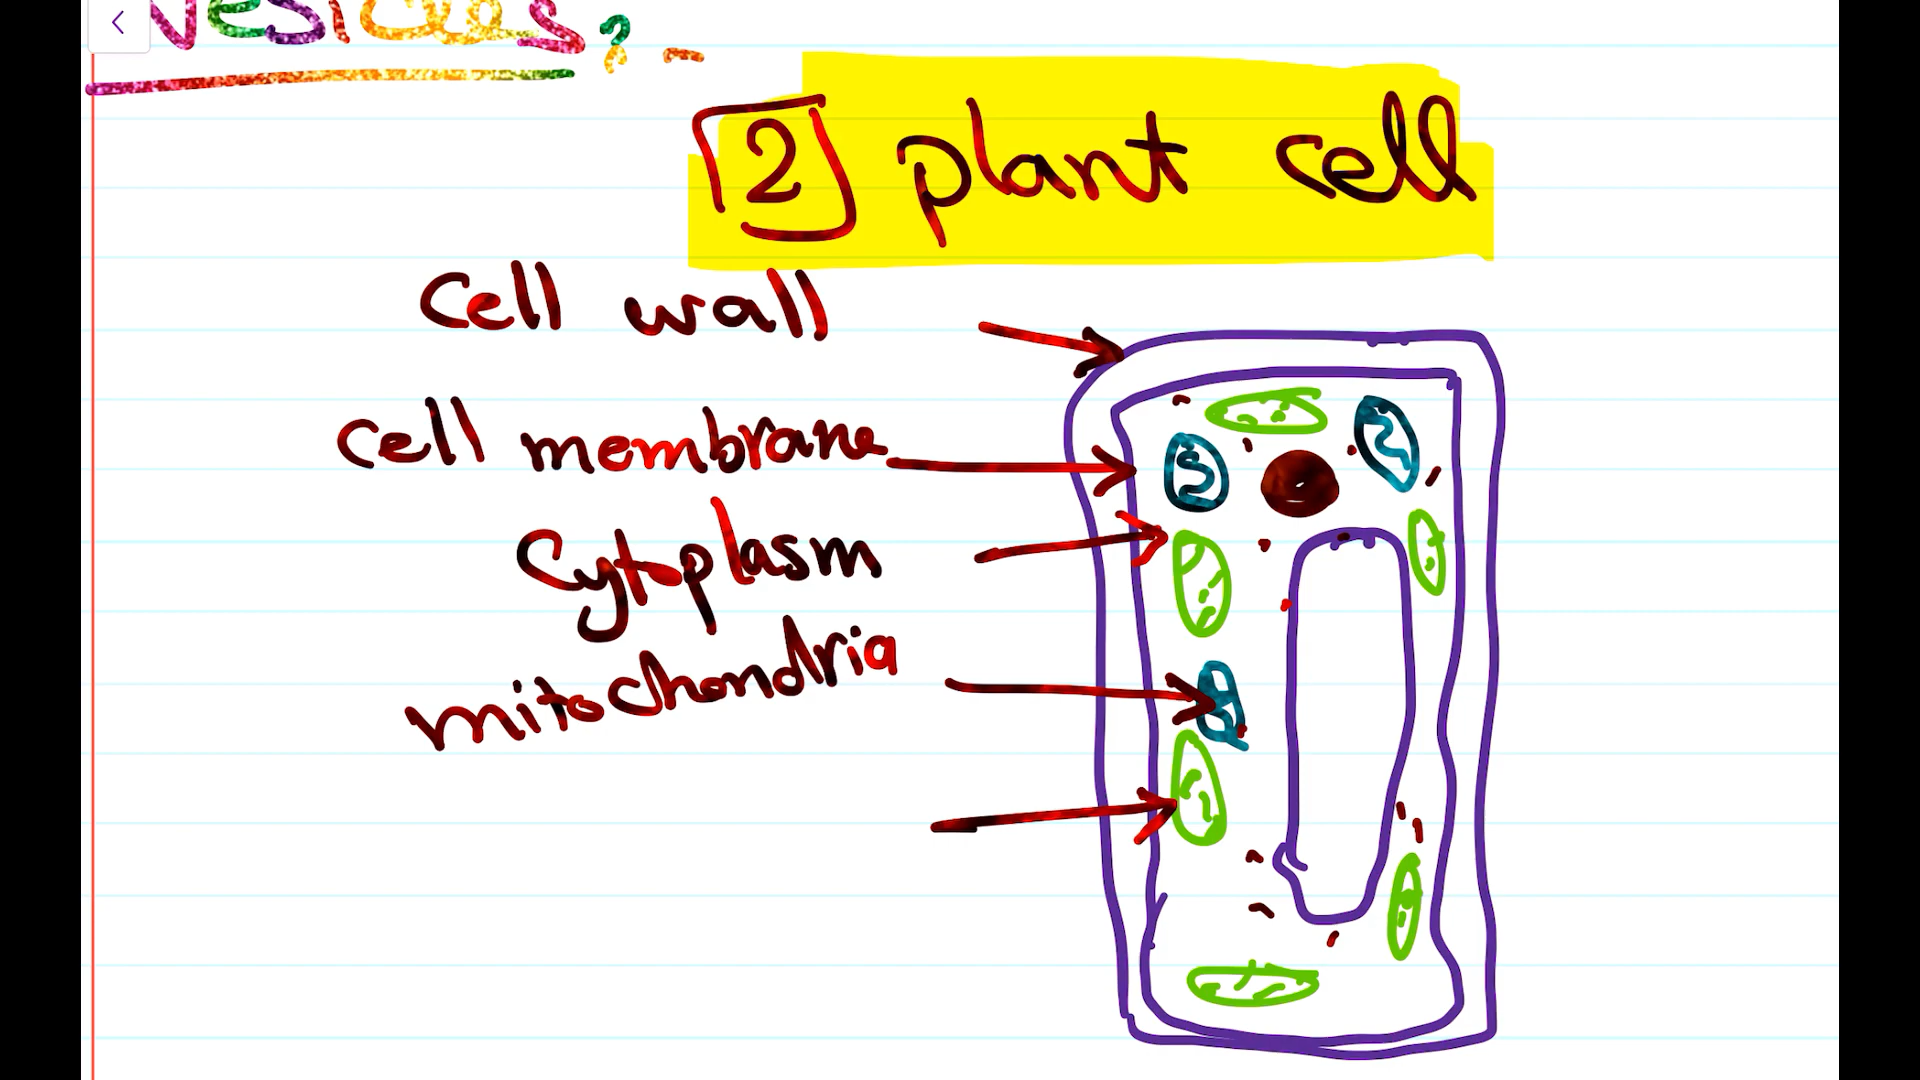 vesicles ? -
2 plant cell
Cell wall
cell membrane
Cytoplasm
mitochondria